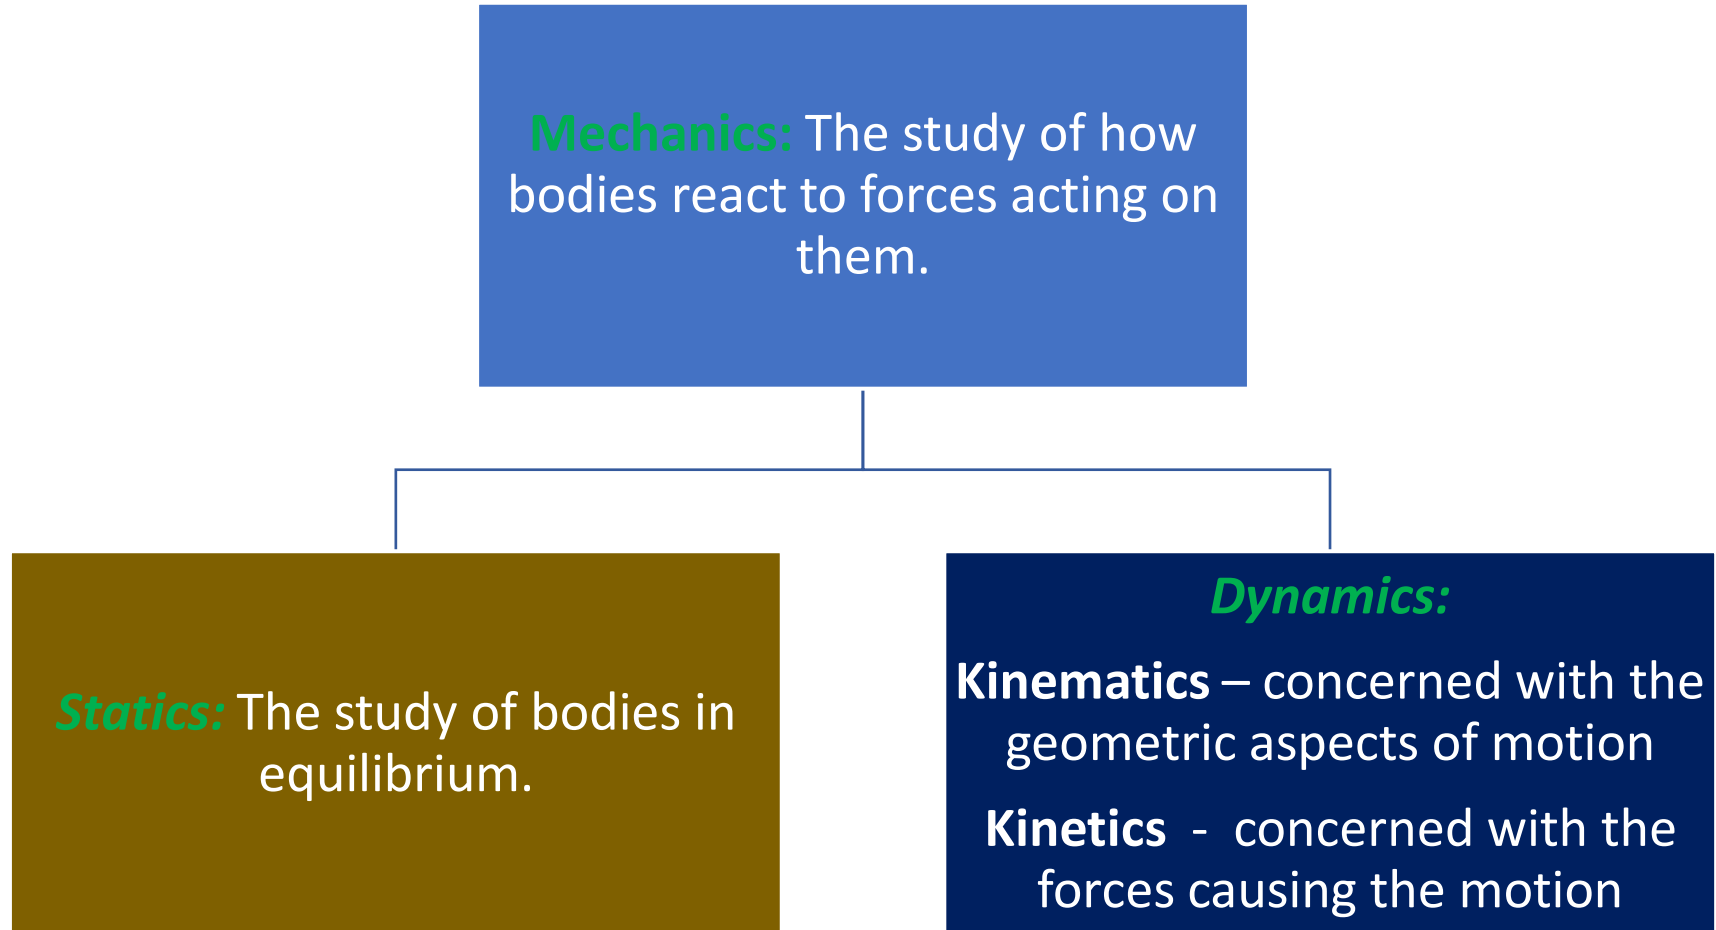 Mechanics: The study of how
bodies react to forces acting on
them.
Statics: The study of bodies in
equilibrium.
Dynamics:
Kinematics – concerned with the
geometric aspects of motion
Kinetics - concerned with the
forces causing the motion